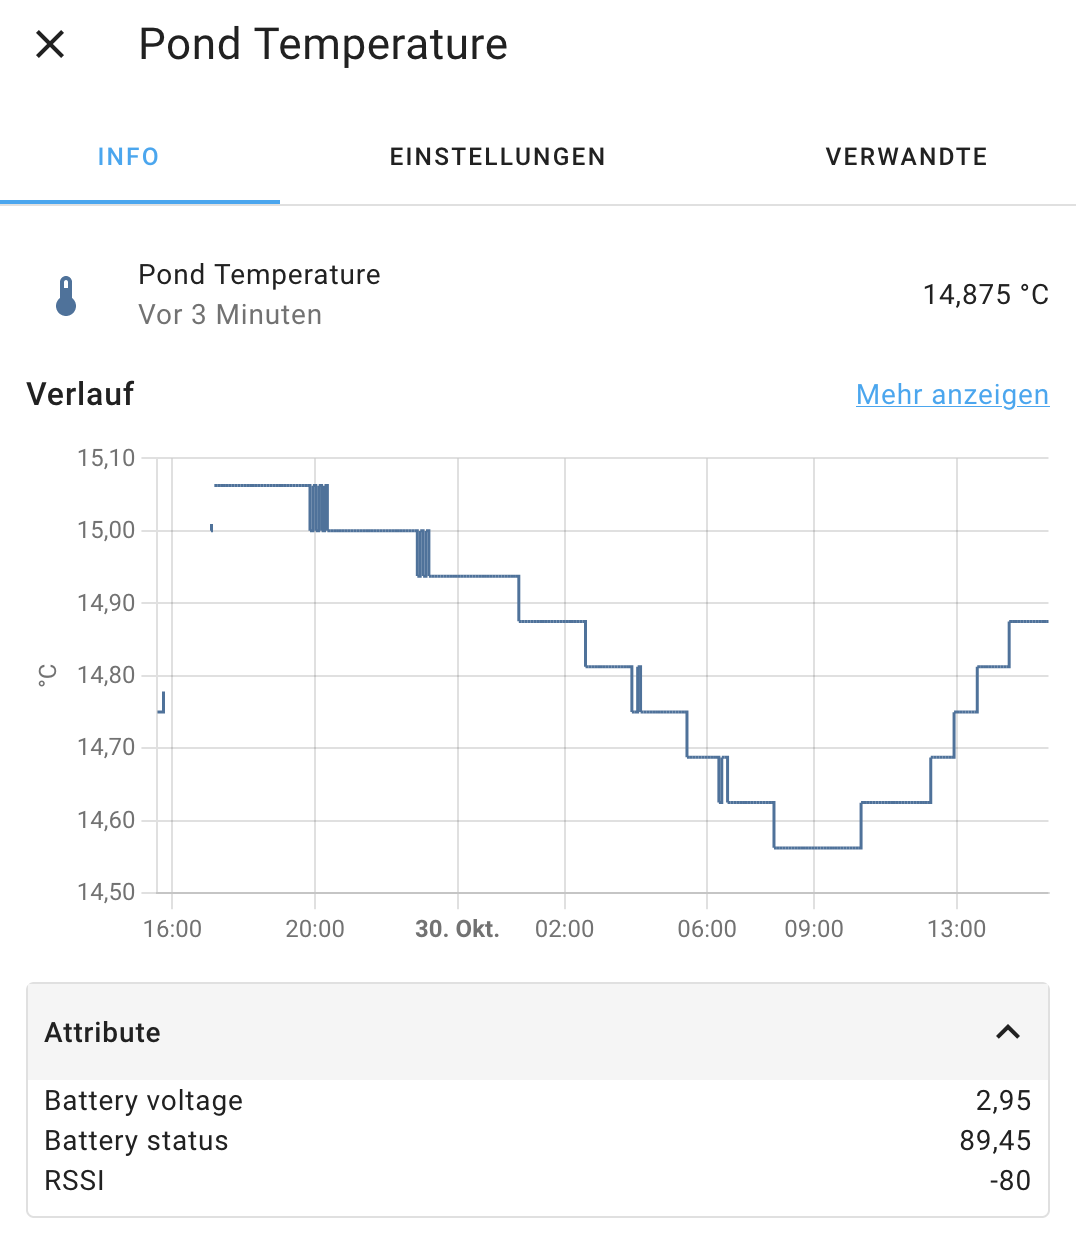 Pond Temperature
INFO EINSTELLUNGEN VERWANDTE
Pond Temperature
Vor 3 Minuten
14,875 °C
Verlauf Mehr anzeigen
15,10
15,00
14,90
14,80
°C
14,70
14,60
14,50
16:00 20:00 30. Okt. 02:00 06:00 09:00 13:00
Attribute
Battery voltage 2,95
Battery status 89,45
RSSI -80